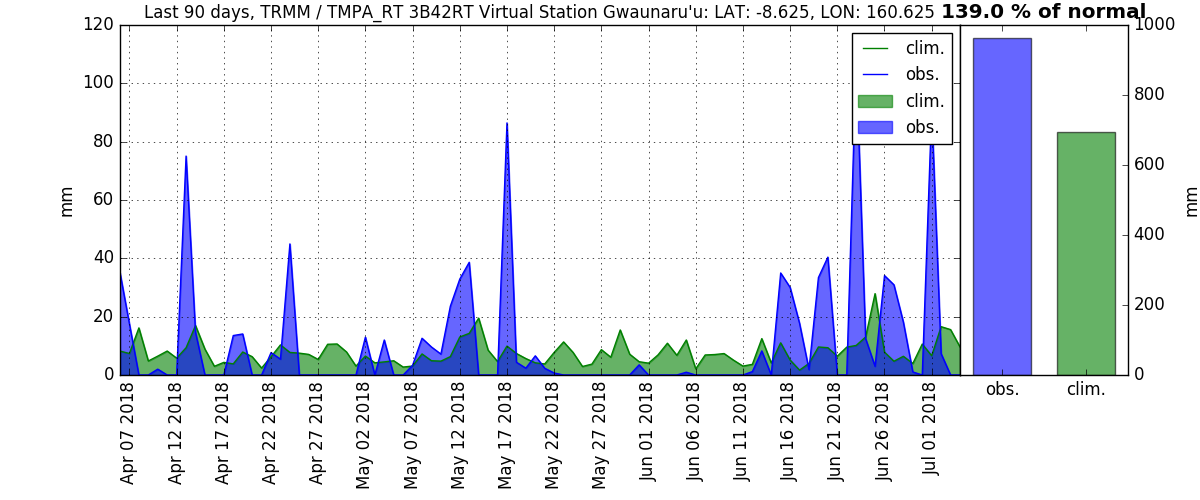 Last 90 days, TRMM / TMPA_RT 3B42RT Virtual Station Gwaunaru'u: LAT: -8.625, LON: 160.625 139.0 % of normal
120
100
80
60
40
20
0
mm
clim.
obs.
clim.
obs.
1000
800
600
400
200
0
mm
Apr 07 2018
Apr 12 2018
Apr 17 2018
Apr 22 2018
Apr 27 2018
May 02 2018
May 07 2018
May 12 2018
May 17 2018
May 22 2018
May 27 2018
Jun 01 2018
Jun 06 2018
Jun 11 2018
Jun 16 2018
Jun 21 2018
Jun 26 2018
Jul 01 2018
obs.
clim.